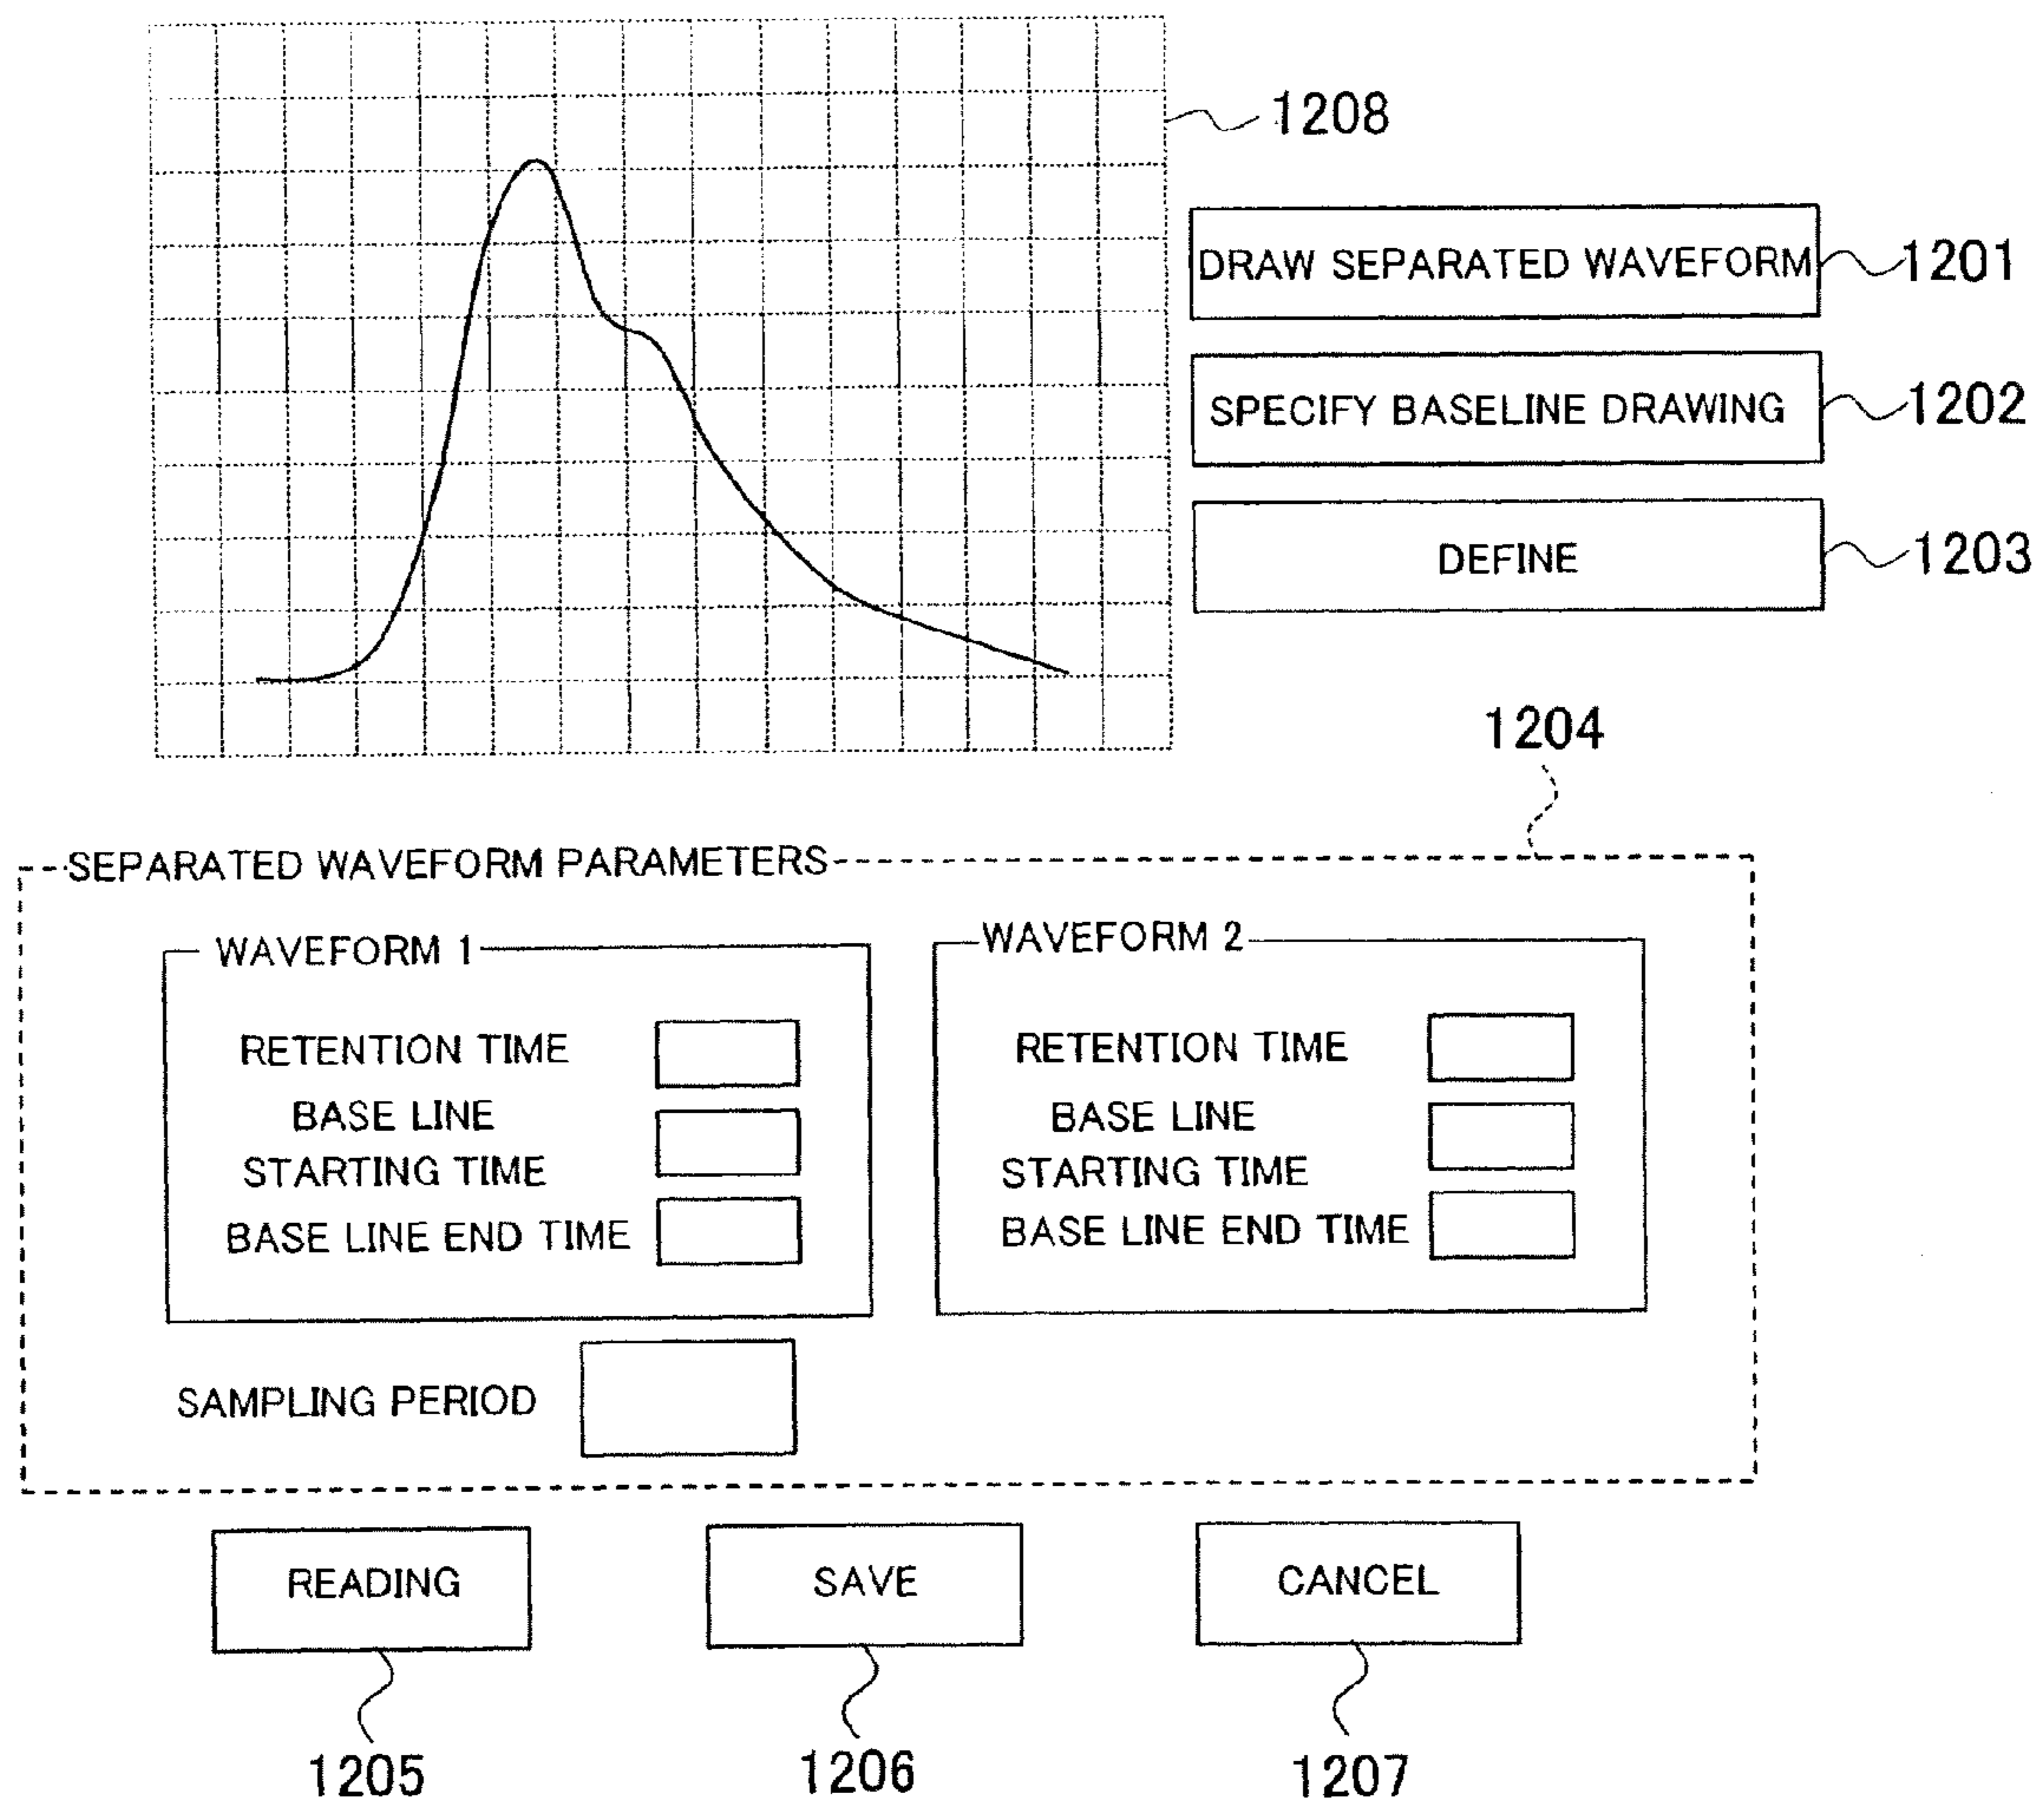 1208
DRAW SEPARATED WAVEFORM
1201
SPECIFY BASELINE DRAWING
1202
DEFINE
1203
1204
SEPARATED WAVEFORM PARAMETERS
WAVEFORM 1
RETENTION TIME
BASE LINE
STARTING TIME
BASE LINE END TIME
WAVEFORM 2
RETENTION TIME
BASE LINE
STARTING TIME
BASE LINE END TIME
SAMPLING PERIOD
READING
SAVE
CANCEL
1205
1206
1207